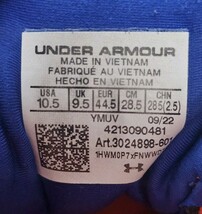 UNDER ARMOUR
MADE IN VIETNAM
FABRIQUÉ AU VIETNAM
HECHO EN VIETNAM
USA UK EUR CM CHN
10.5 9.5 44.5 28.5 285(2.5)
YMUV 09/22
4213090481
Art.3024898-60